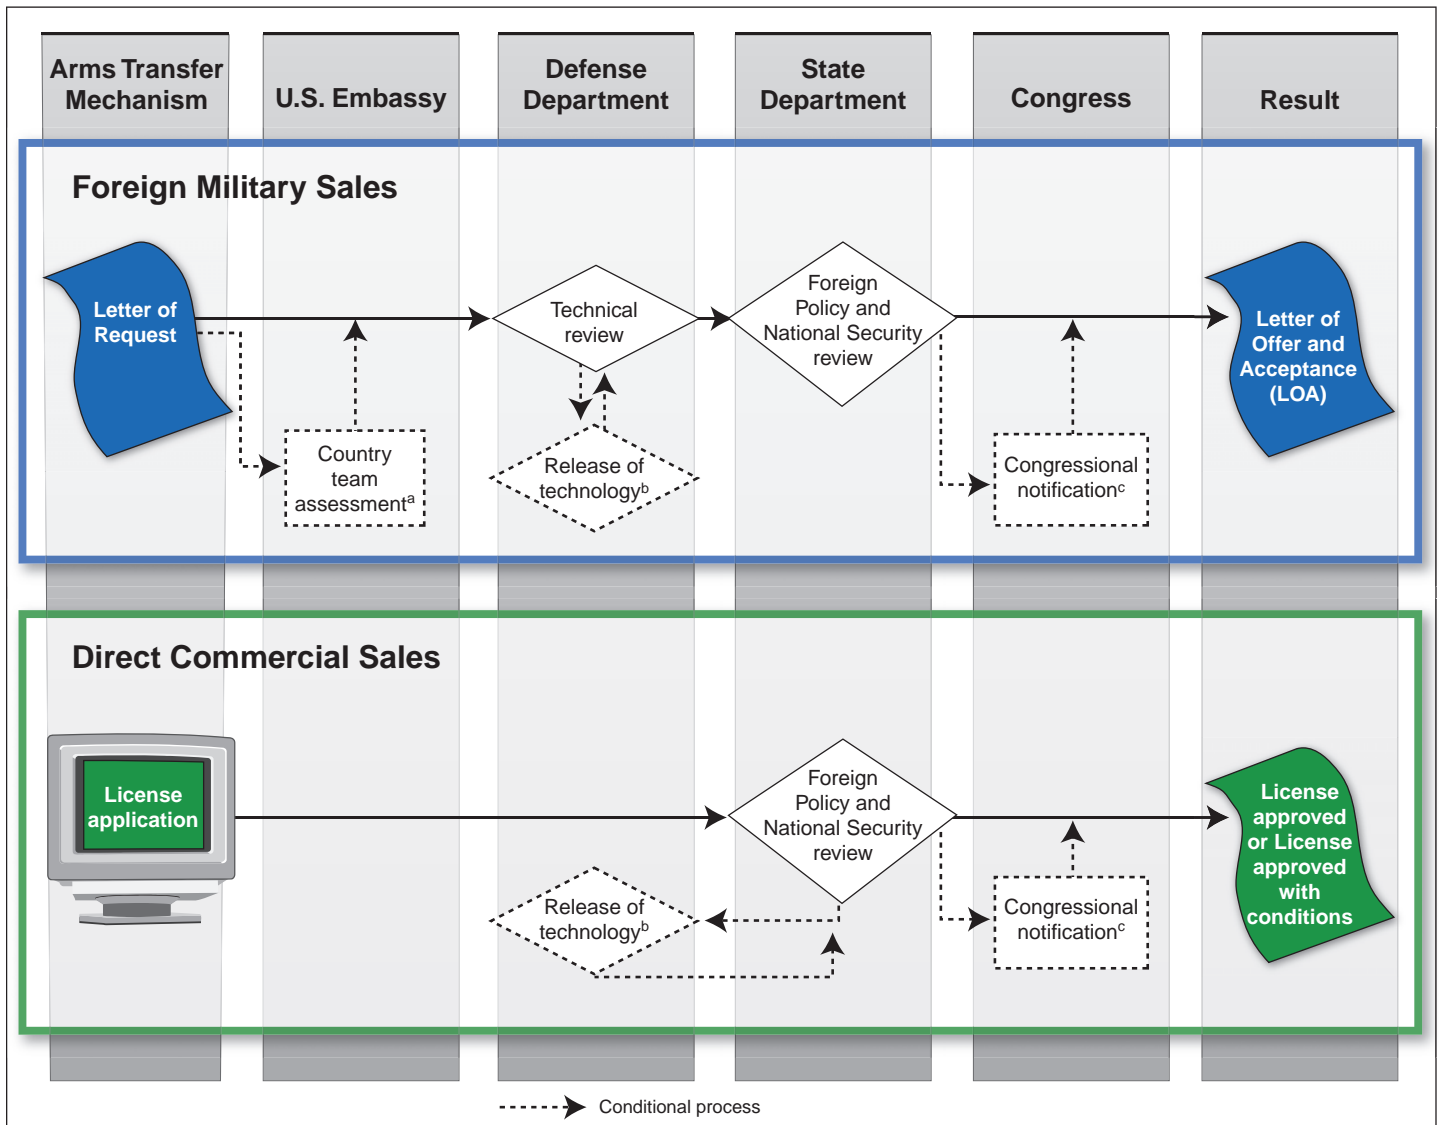 Arms Transfer
Mechanism
U.S. Embassy
Defense
Department
State
Department
Congress
Result
Foreign Military Sales
Letter of
Request
Country
team
assessmentᵃ
Technical
review
Release of
technologyᵇ
Foreign
Policy and
National Security
review
Congressional
notificationᶜ
Letter of
Offer and
Acceptance
(LOA)
Direct Commercial Sales
License
application
Release of
technologyᵇ
Foreign
Policy and
National Security
review
Congressional
notificationᶜ
License
approved
or License
approved
with
conditions
Conditional process